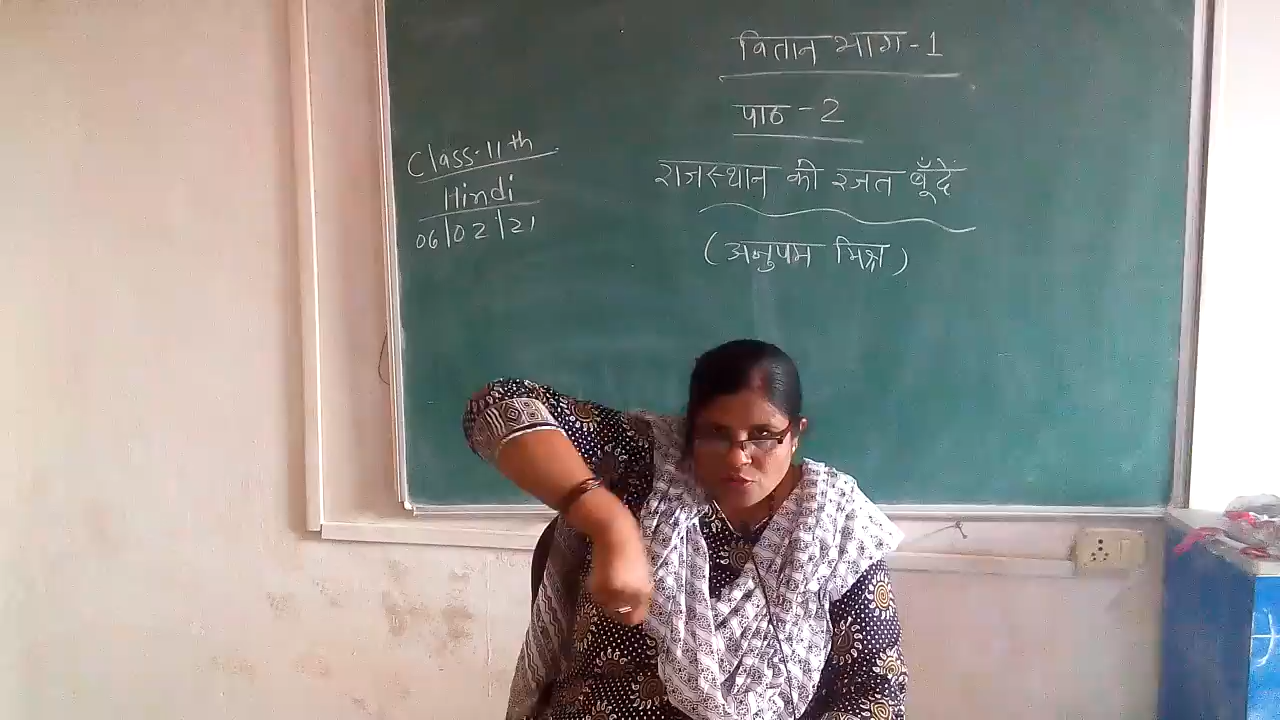 Class-11th
Hindi
06/02/21
वितान भाग-1
पाठ-2
राजस्थान की रजत बूँदें
(अनुपम मिश्र)